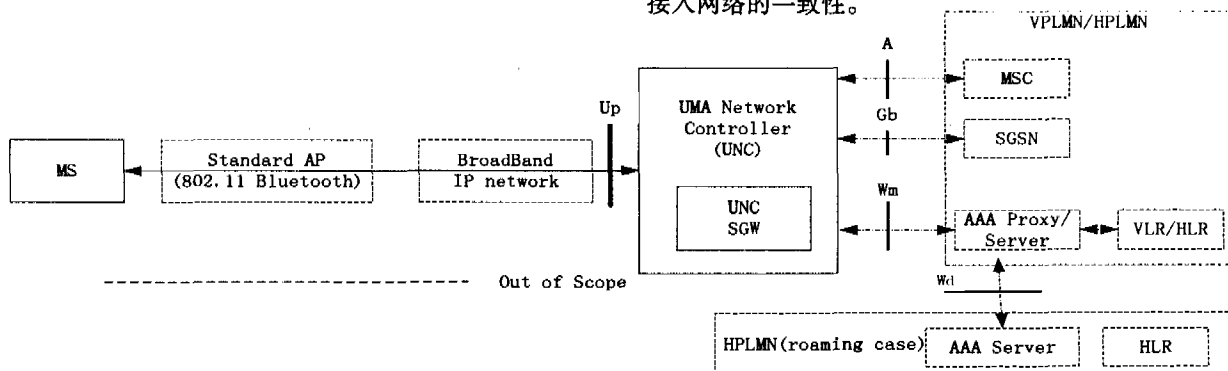 接入网络的一致性。
VPLMN/HPLMN
A
MSC
Up
UMA Network
Controller
(UNC)
Gb
SGSN
MS
Standard AP
(802.11 Bluetooth)
BroadBand
IP network
UNC
SGW
Wm
AAA Proxy/
Server
VLR/HLR
Out of Scope
Wd
HPLMN(roaming case)
AAA Server
HLR